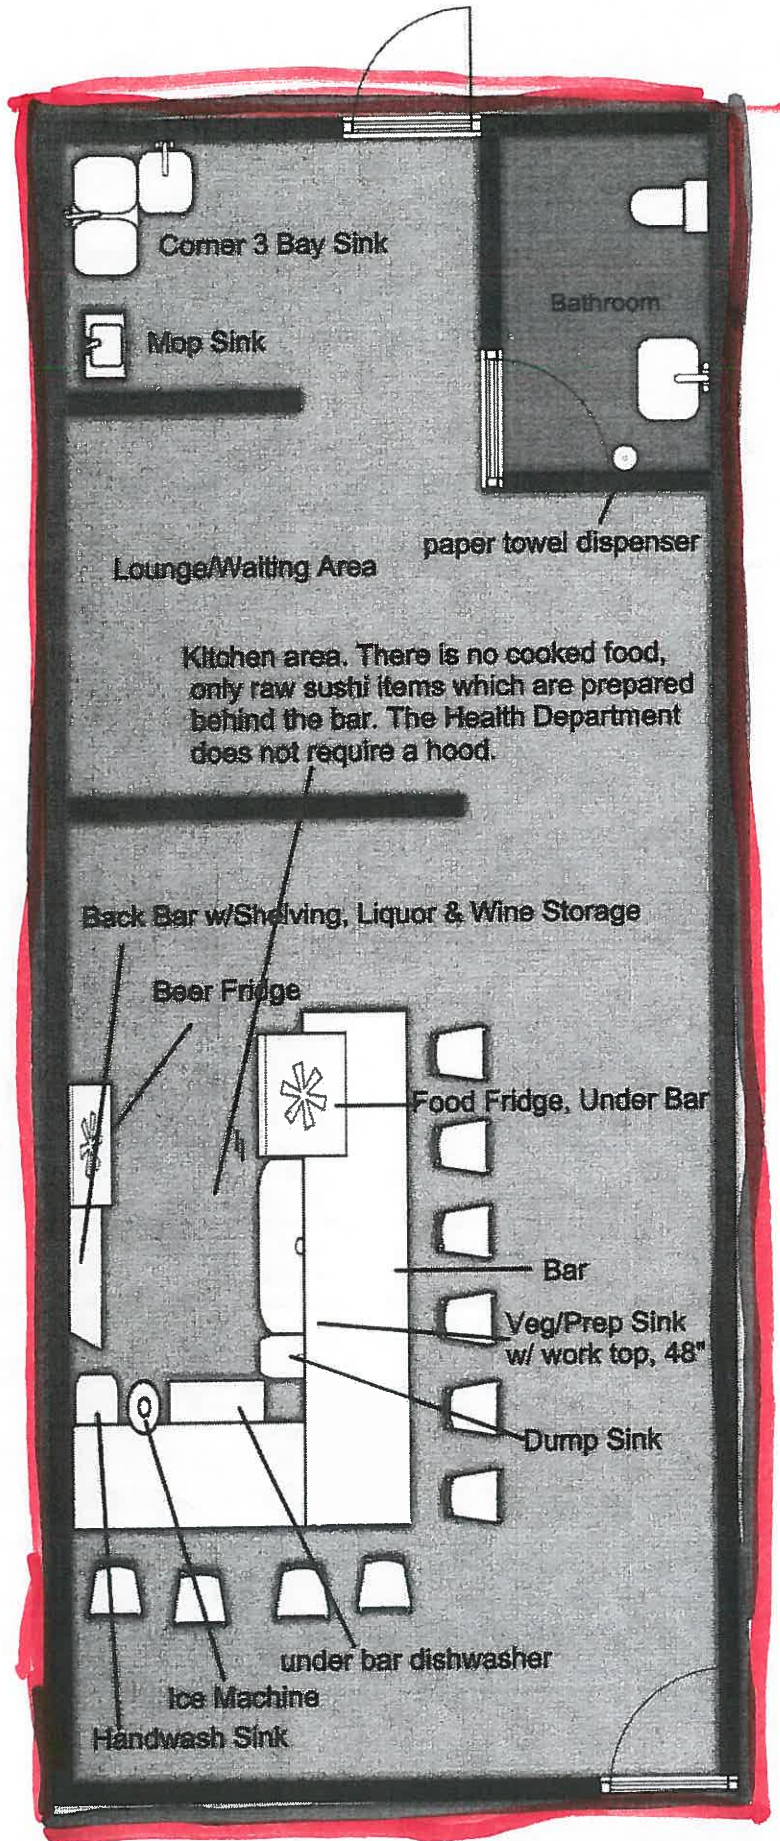 Corner 3 Bay Sink
Bathroom
Mop Sink
paper towel dispenser
Lounge/Waiting Area
Kitchen area. There is no cooked food,
only raw sushi items which are prepared
behind the bar. The Health Department
does not require a hood.
Back Bar w/Shelving, Liquor & Wine Storage
Beer Fridge
Food Fridge, Under Bar
Bar
Veg/Prep Sink
w/ work top, 48"
Dump Sink
under bar dishwasher
Ice Machine
Handwash Sink